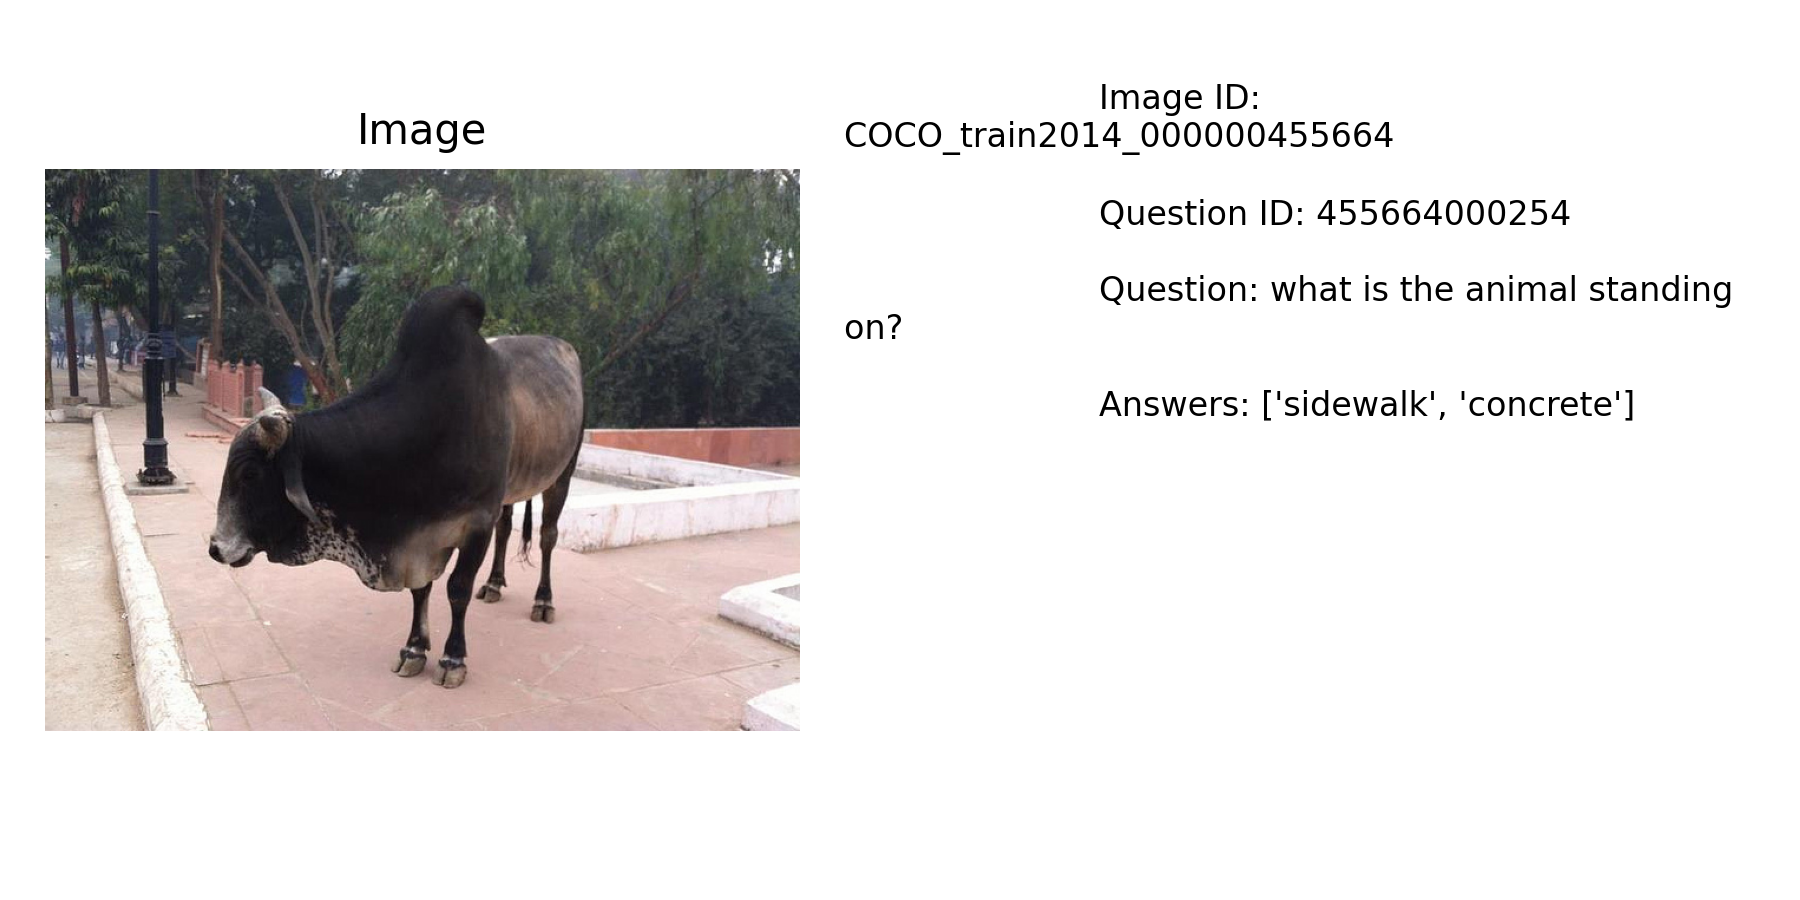 Image
Image ID:
COCO_train2014_000000455664
Question ID: 455664000254
Question: what is the animal standing
on?
Answers: ['sidewalk', 'concrete']